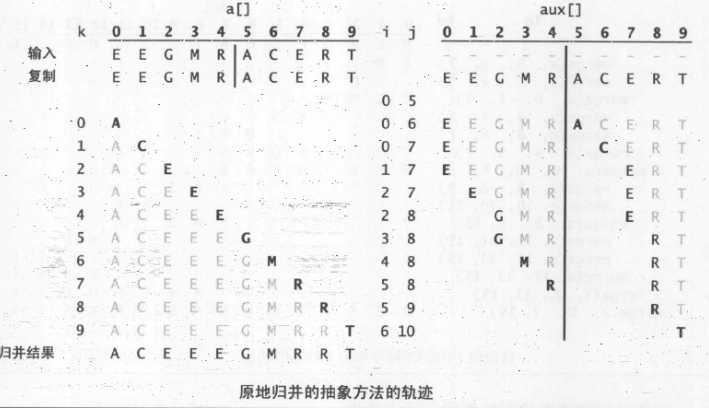 a[] aux[]
k 0 1 2 3 4 5 6 7 8 9 i j 0 1 2 3 4 5 6 7 8 9
输入 E E G M R A C E R T - - - - - - - - - -
复制 E E G M R A C E R T E E G M R A C E R T
0 5
0 A 0 6 E E G M R A C E R T
1 A C 0 7 E E G M R C E R T
2 A C E 1 7 E E G M R E R T
3 A C E E 2 7 E G M R E R T
4 A C E E E 2 8 G M R E R T
5 A C E E E G 3 8 G M R R T
6 A C E E E G M 4 8 M R R T
7 A C E E E G M R 5 8 R R T
8 A C E E E G M R R 5 9 R T
9 A C E E E G M R R T 6 10 T
归并结果 A C E E E G M R R T
原地归并的抽象方法的轨迹